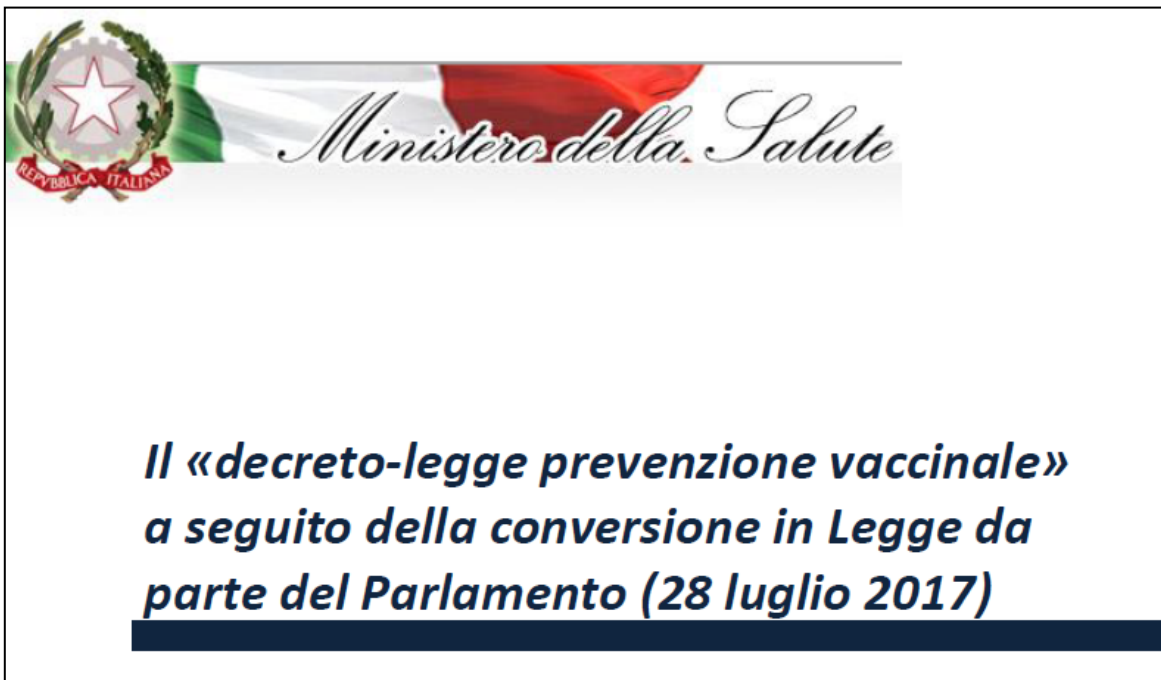 Ministero della Salute
REPVBBLICA ITALIANA
Il «decreto-legge prevenzione vaccinale»
a seguito della conversione in Legge da
parte del Parlamento (28 luglio 2017)